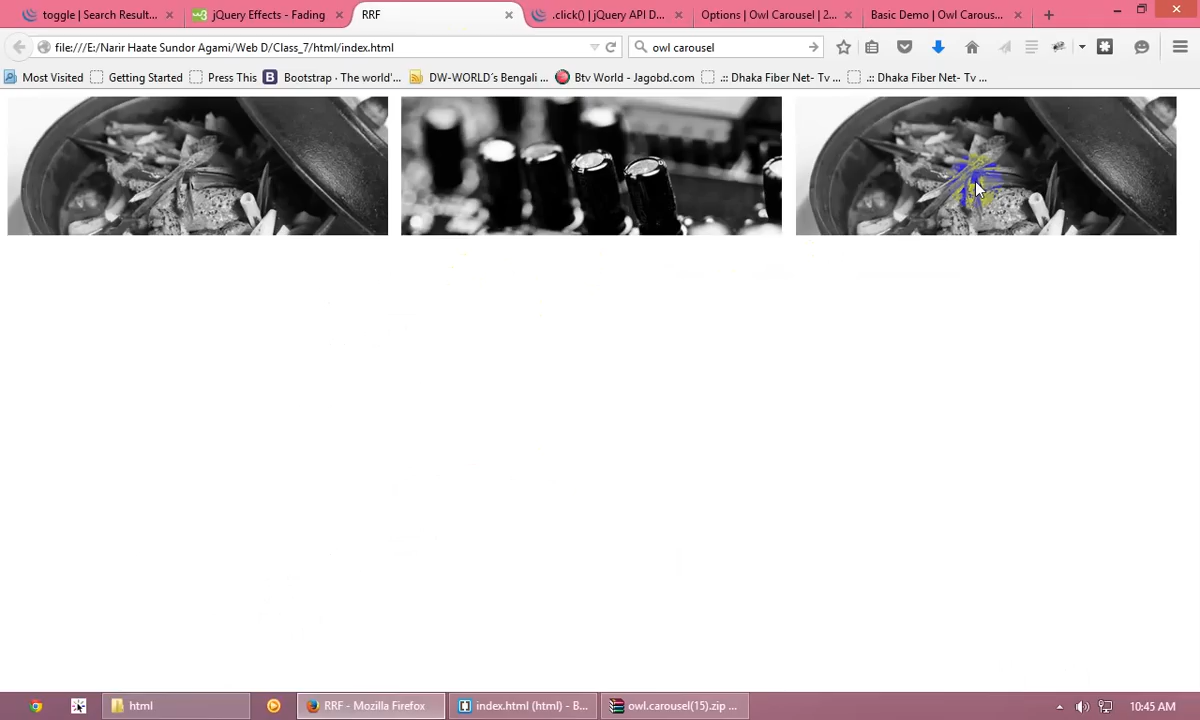 toggle | Search Result...
jQuery Effects - Fading
RRF
.click() | jQuery API D...
Options | Owl Carousel | 2...
Basic Demo | Owl Carous...
file:///E:/Narir Haate Sundor Agami/Web D/Class_7/html/index.html
owl carousel
Most Visited
Getting Started
Press This
Bootstrap · The world'...
DW-WORLD´s Bengali ...
Btv World - Jagobd.com
.:: Dhaka Fiber Net- Tv ...
.:: Dhaka Fiber Net- Tv ...
html
RRF - Mozilla Firefox
index.html (html) - B...
owl.carousel(15).zip ...
10:45 AM